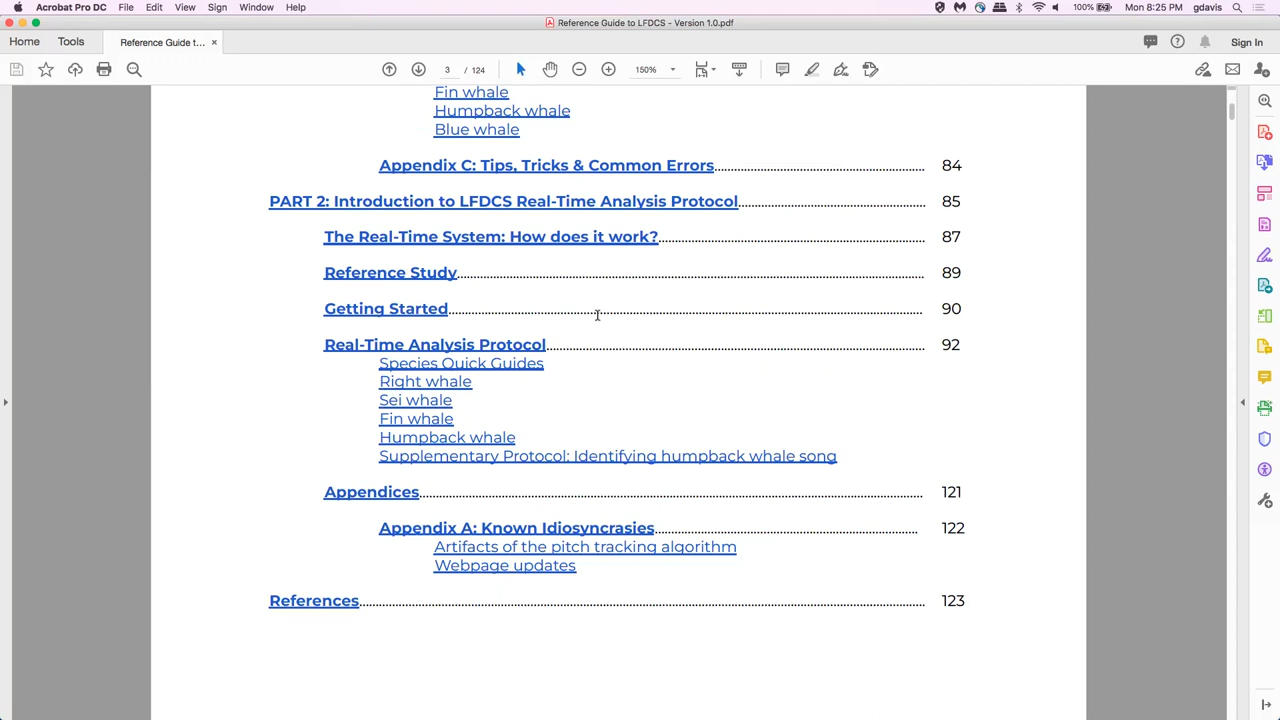 Acrobat Pro DC File Edit View Sign Window Help 100% Mon 8:25 PM gdavis
Reference Guide to LFDCS - Version 1.0.pdf
Home Tools Reference Guide t... × Sign In
3 / 124 150%
Fin whale
Humpback whale
Blue whale
Appendix C: Tips, Tricks & Common Errors 84
PART 2: Introduction to LFDCS Real-Time Analysis Protocol 85
The Real-Time System: How does it work? 87
Reference Study 89
Getting Started 90
Real-Time Analysis Protocol 92
Species Quick Guides
Right whale
Sei whale
Fin whale
Humpback whale
Supplementary Protocol: Identifying humpback whale song
Appendices 121
Appendix A: Known Idiosyncrasies 122
Artifacts of the pitch tracking algorithm
Webpage updates
References 123